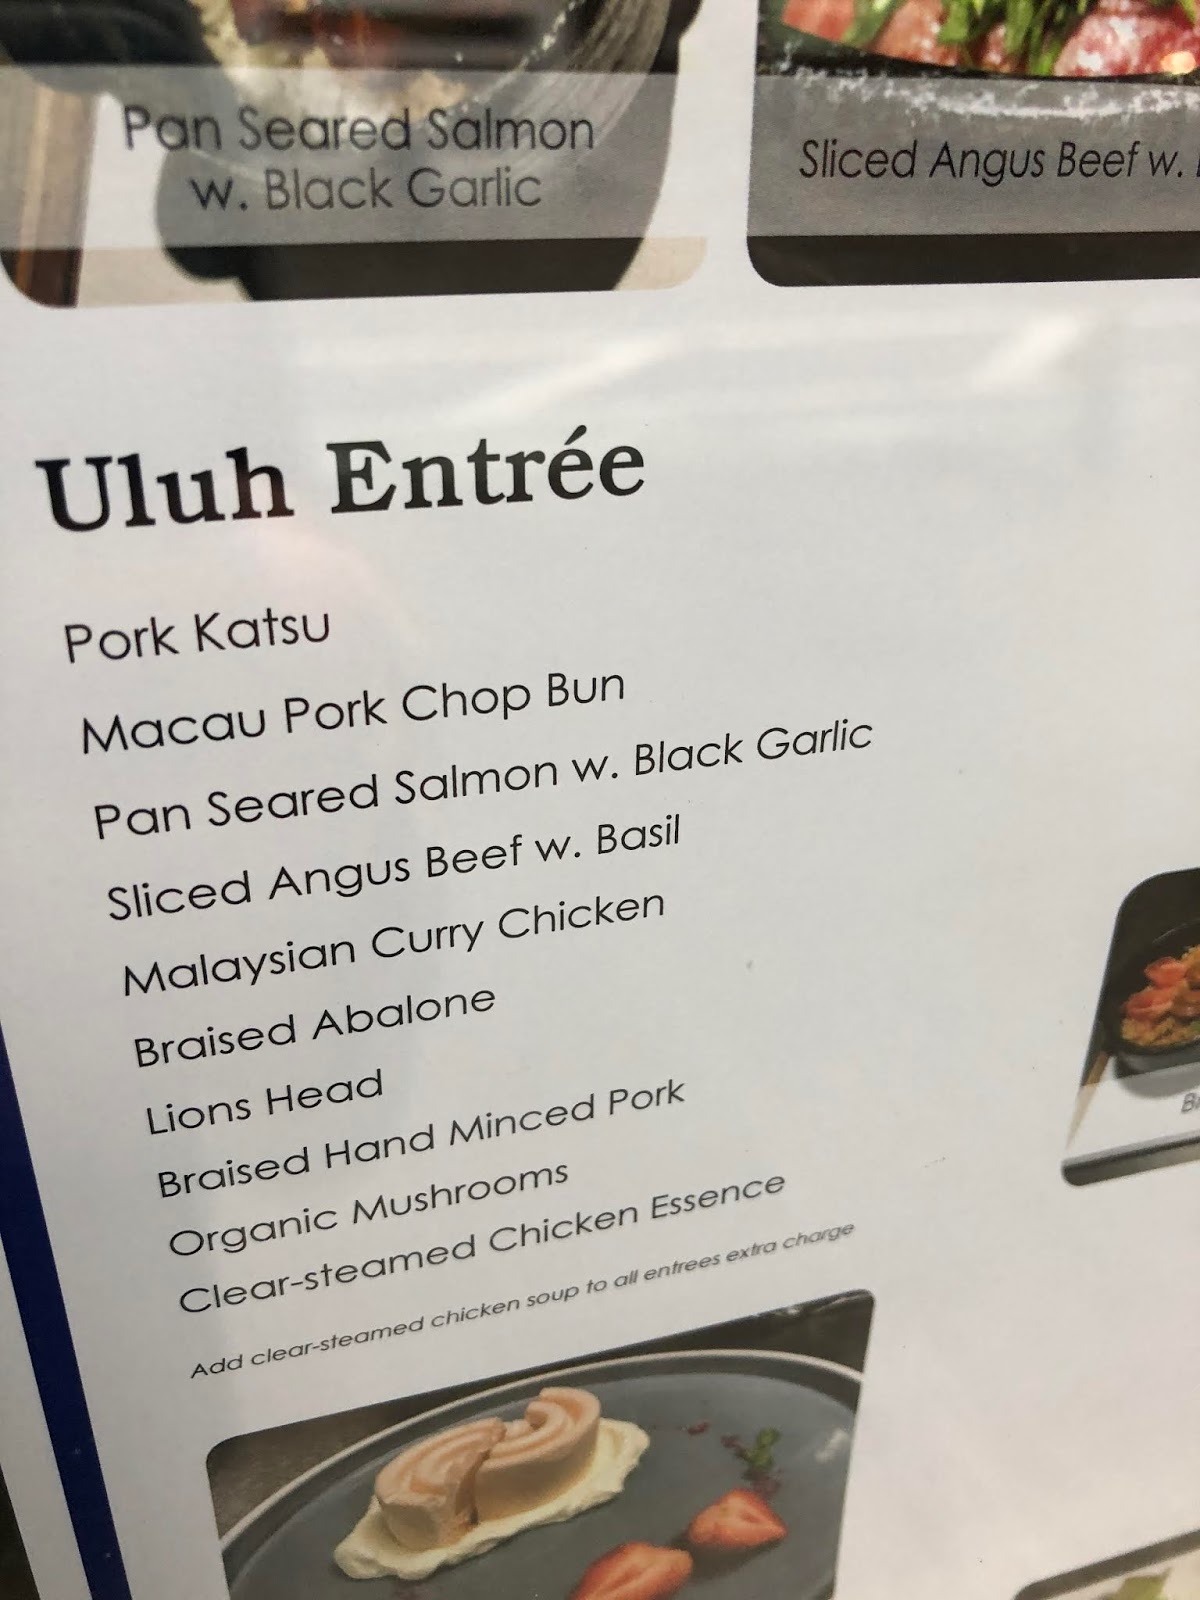 Pan Seared Salmon
w. Black Garlic
Sliced Angus Beef w.
Uluh Entrée
Pork Katsu
Macau Pork Chop Bun
Pan Seared Salmon w. Black Garlic
Sliced Angus Beef w. Basil
Malaysian Curry Chicken
Braised Abalone
Lions Head
Braised Hand Minced Pork
Organic Mushrooms
Clear-steamed Chicken Essence
Add clear-steamed chicken soup to all entrees extra charge